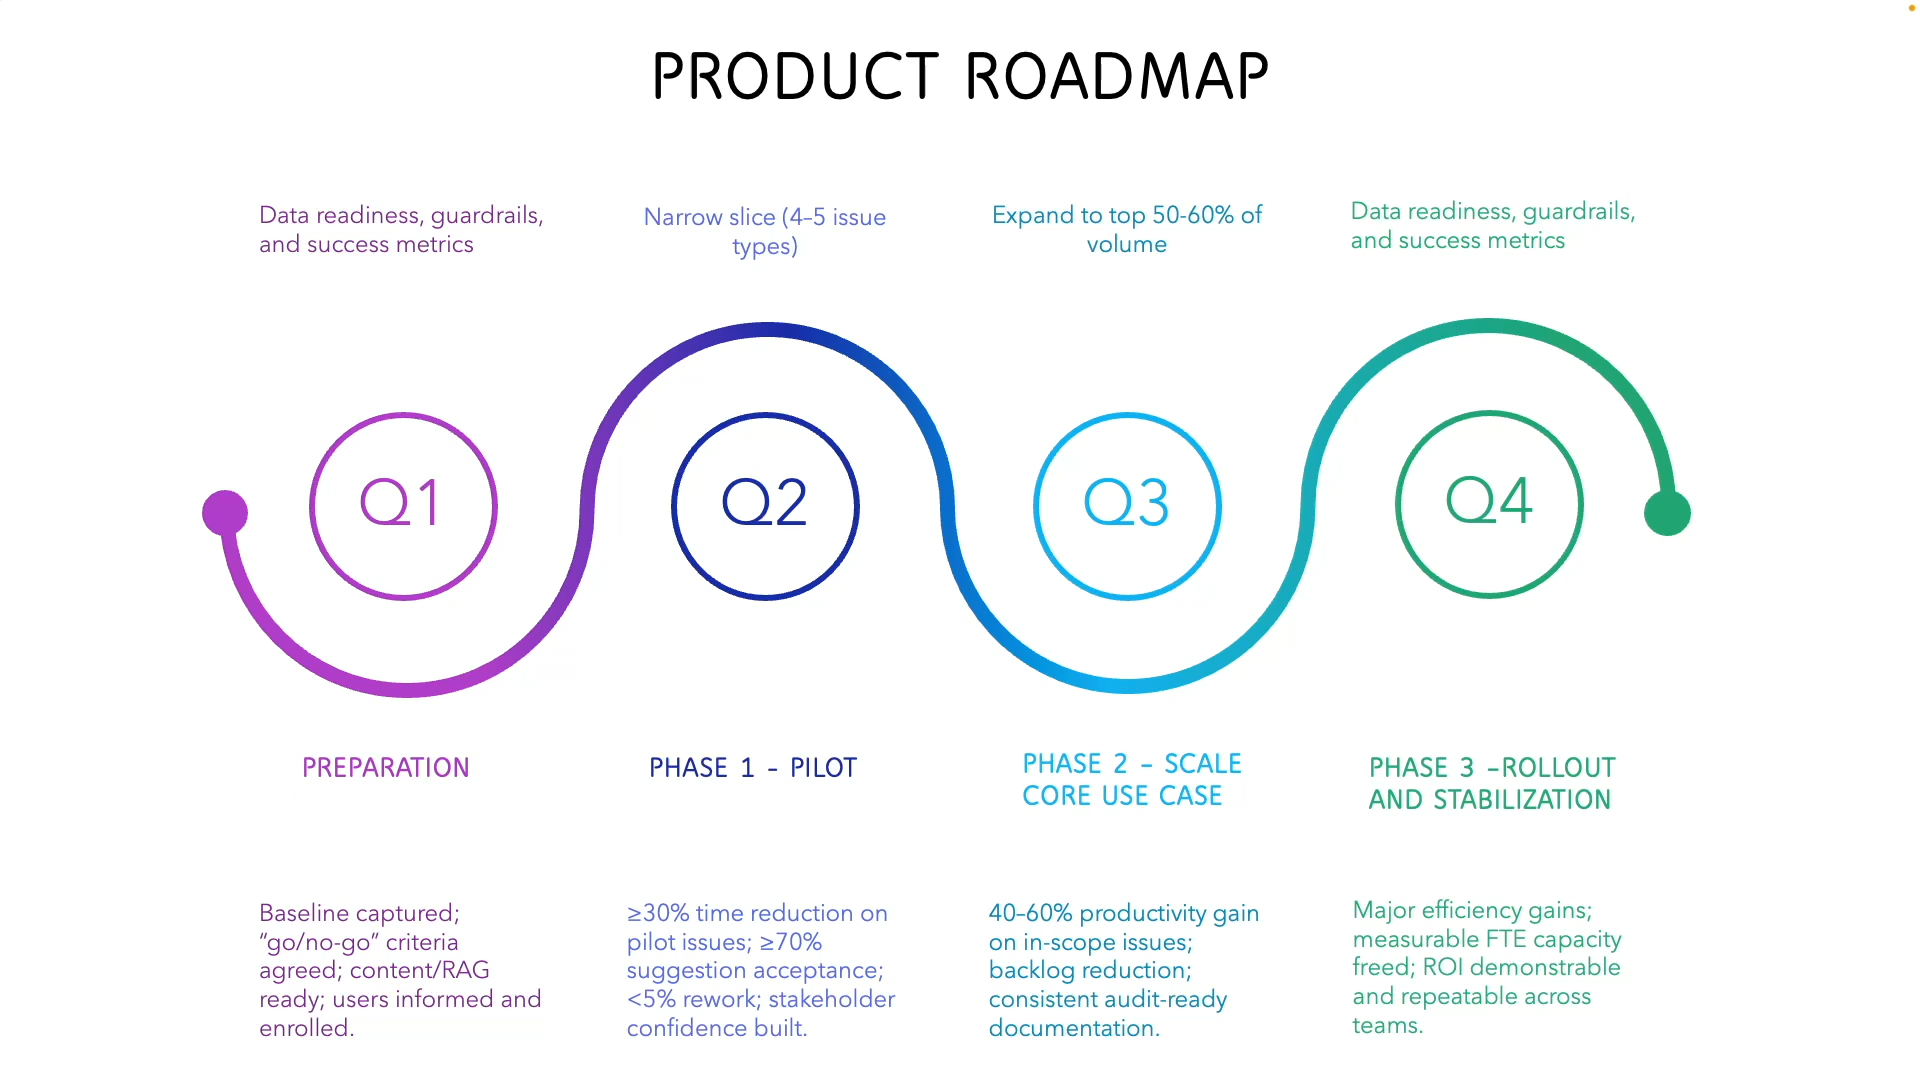 PRODUCT ROADMAP
Data readiness, guardrails,
and success metrics
Narrow slice (4–5 issue
types)
Expand to top 50-60% of
volume
Data readiness, guardrails,
and success metrics
Q1
Q2
Q3
Q4
PREPARATION
PHASE 1 - PILOT
PHASE 2 – SCALE
CORE USE CASE
PHASE 3 –ROLLOUT
AND STABILIZATION
Baseline captured;
“go/no-go” criteria
agreed; content/RAG
ready; users informed and
enrolled.
≥30% time reduction on
pilot issues; ≥70%
suggestion acceptance;
<5% rework; stakeholder
confidence built.
40–60% productivity gain
on in-scope issues;
backlog reduction;
consistent audit-ready
documentation.
Major efficiency gains;
measurable FTE capacity
freed; ROI demonstrable
and repeatable across
teams.